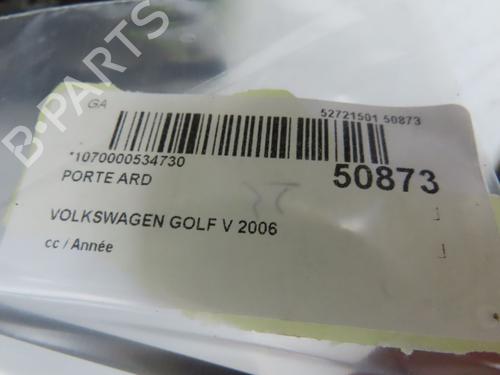 GA
52721501 50873
*1070000534730
50873
PORTE ARD
VOLKSWAGEN GOLF V 2006
cc / Année
B-PARTS